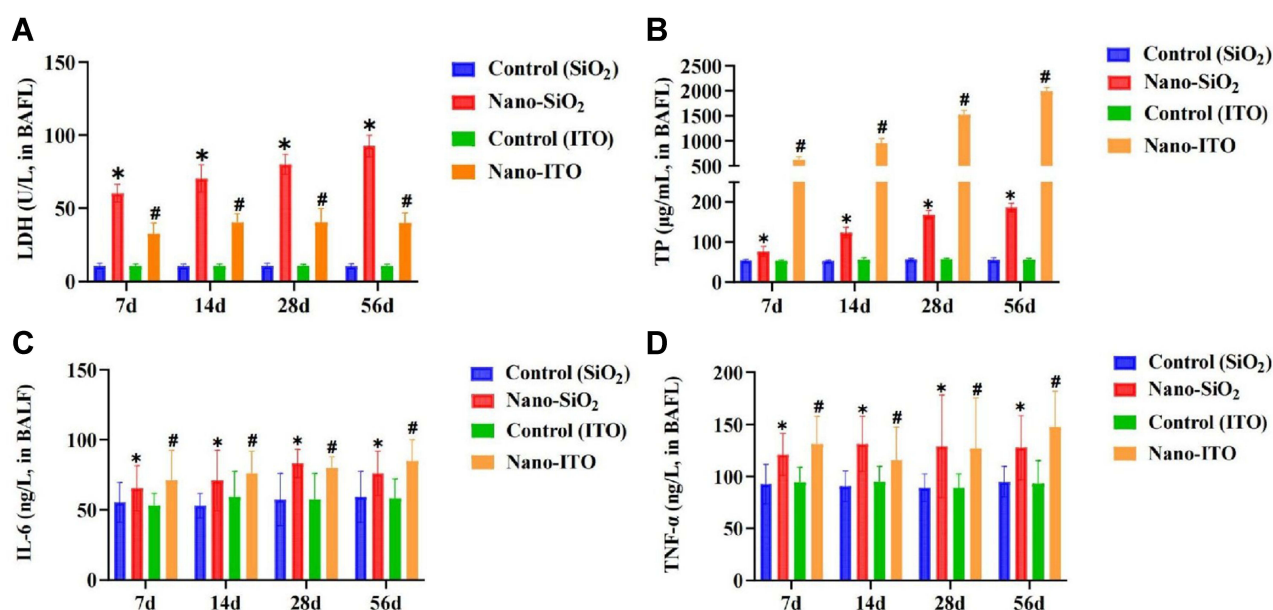 A
LDH (U/L, in BAFL)
150
100
50
0
* * * *
# # # #
7d 14d 28d 56d
Control (SiO₂)
Nano-SiO₂
Control (ITO)
Nano-ITO
B
TP (µg/mL, in BAFL)
2500
2000
1500
1000
500
200
100
0
* * * *
# # # #
7d 14d 28d 56d
Control (SiO₂)
Nano-SiO₂
Control (ITO)
Nano-ITO
C
IL-6 (ng/L, in BALF)
150
100
50
0
* * * *
# # # #
7d 14d 28d 56d
Control (SiO₂)
Nano-SiO₂
Control (ITO)
Nano-ITO
D
TNF-α (ng/L, in BAFL)
200
150
100
50
0
* * * *
# # # #
7d 14d 28d 56d
Control (SiO₂)
Nano-SiO₂
Control (ITO)
Nano-ITO